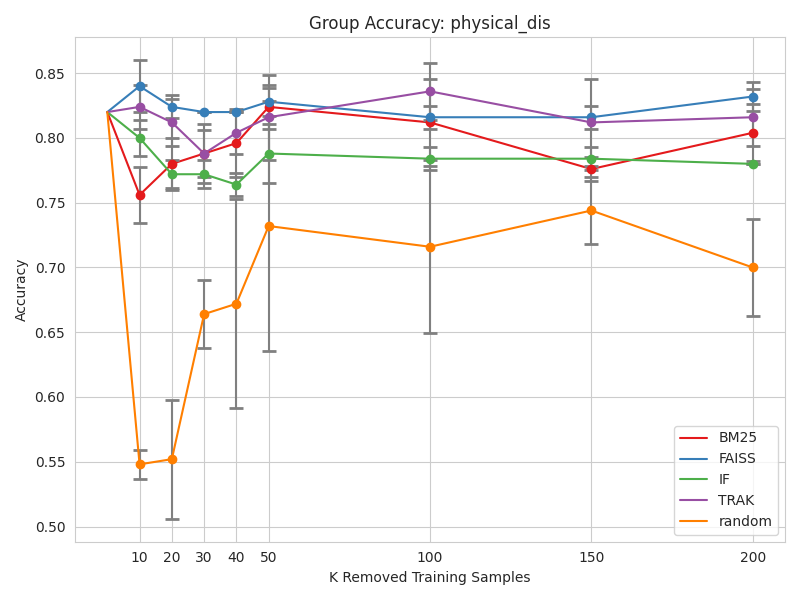 Group Accuracy: physical_dis
Accuracy
0.85
0.80
0.75
0.70
0.65
0.60
0.55
0.50
10 20 30 40 50 100 150 200
K Removed Training Samples
BM25
FAISS
IF
TRAK
random